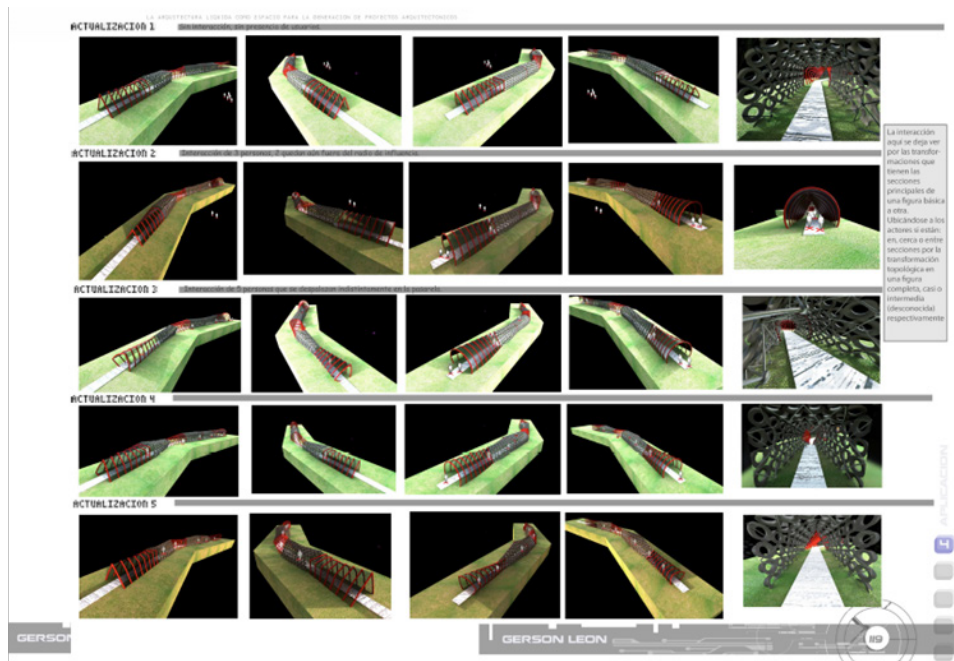 LA ARQUITECTURA LIQUIDA COMO ESPACIO PARA LA GENERACION DE PROYECTOS ARQUITECTONICOS
ACTUALIZACION 1
Sin interacción, sin presencia de usuarios.
ACTUALIZACION 2
Interacción de 3 personas, 2 quedan aún fuera del radio de influencia.
ACTUALIZACION 3
Interacción de 5 personas que se desplazan indistintamente en la pasarela.
ACTUALIZACION 4
ACTUALIZACION 5
La interacción
aquí se deja ver
por las transfor-
maciones que
tienen las
secciones
principales de
una figura básica
a otra.
Ubicándose a los
actores si están:
en, cerca o entre
secciones por la
transformación
topológica en
una figura
completa, casi o
intermedia
(desconocida)
respectivamente
4 APLICACION
GERSON
GERSON LEON
119